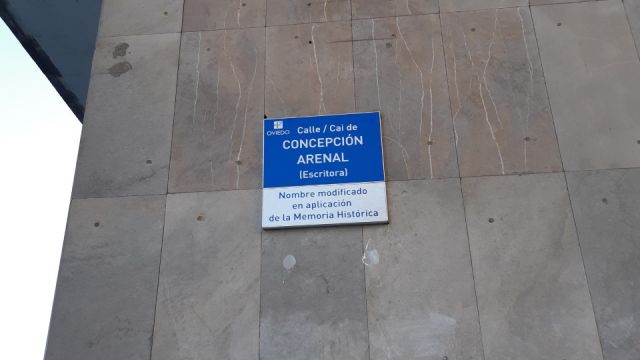 OVIEDO
Calle / Cai de
CONCEPCIÓN
ARENAL
(Escritora)
Nombre modificado
en aplicación
de la Memoria Histórica